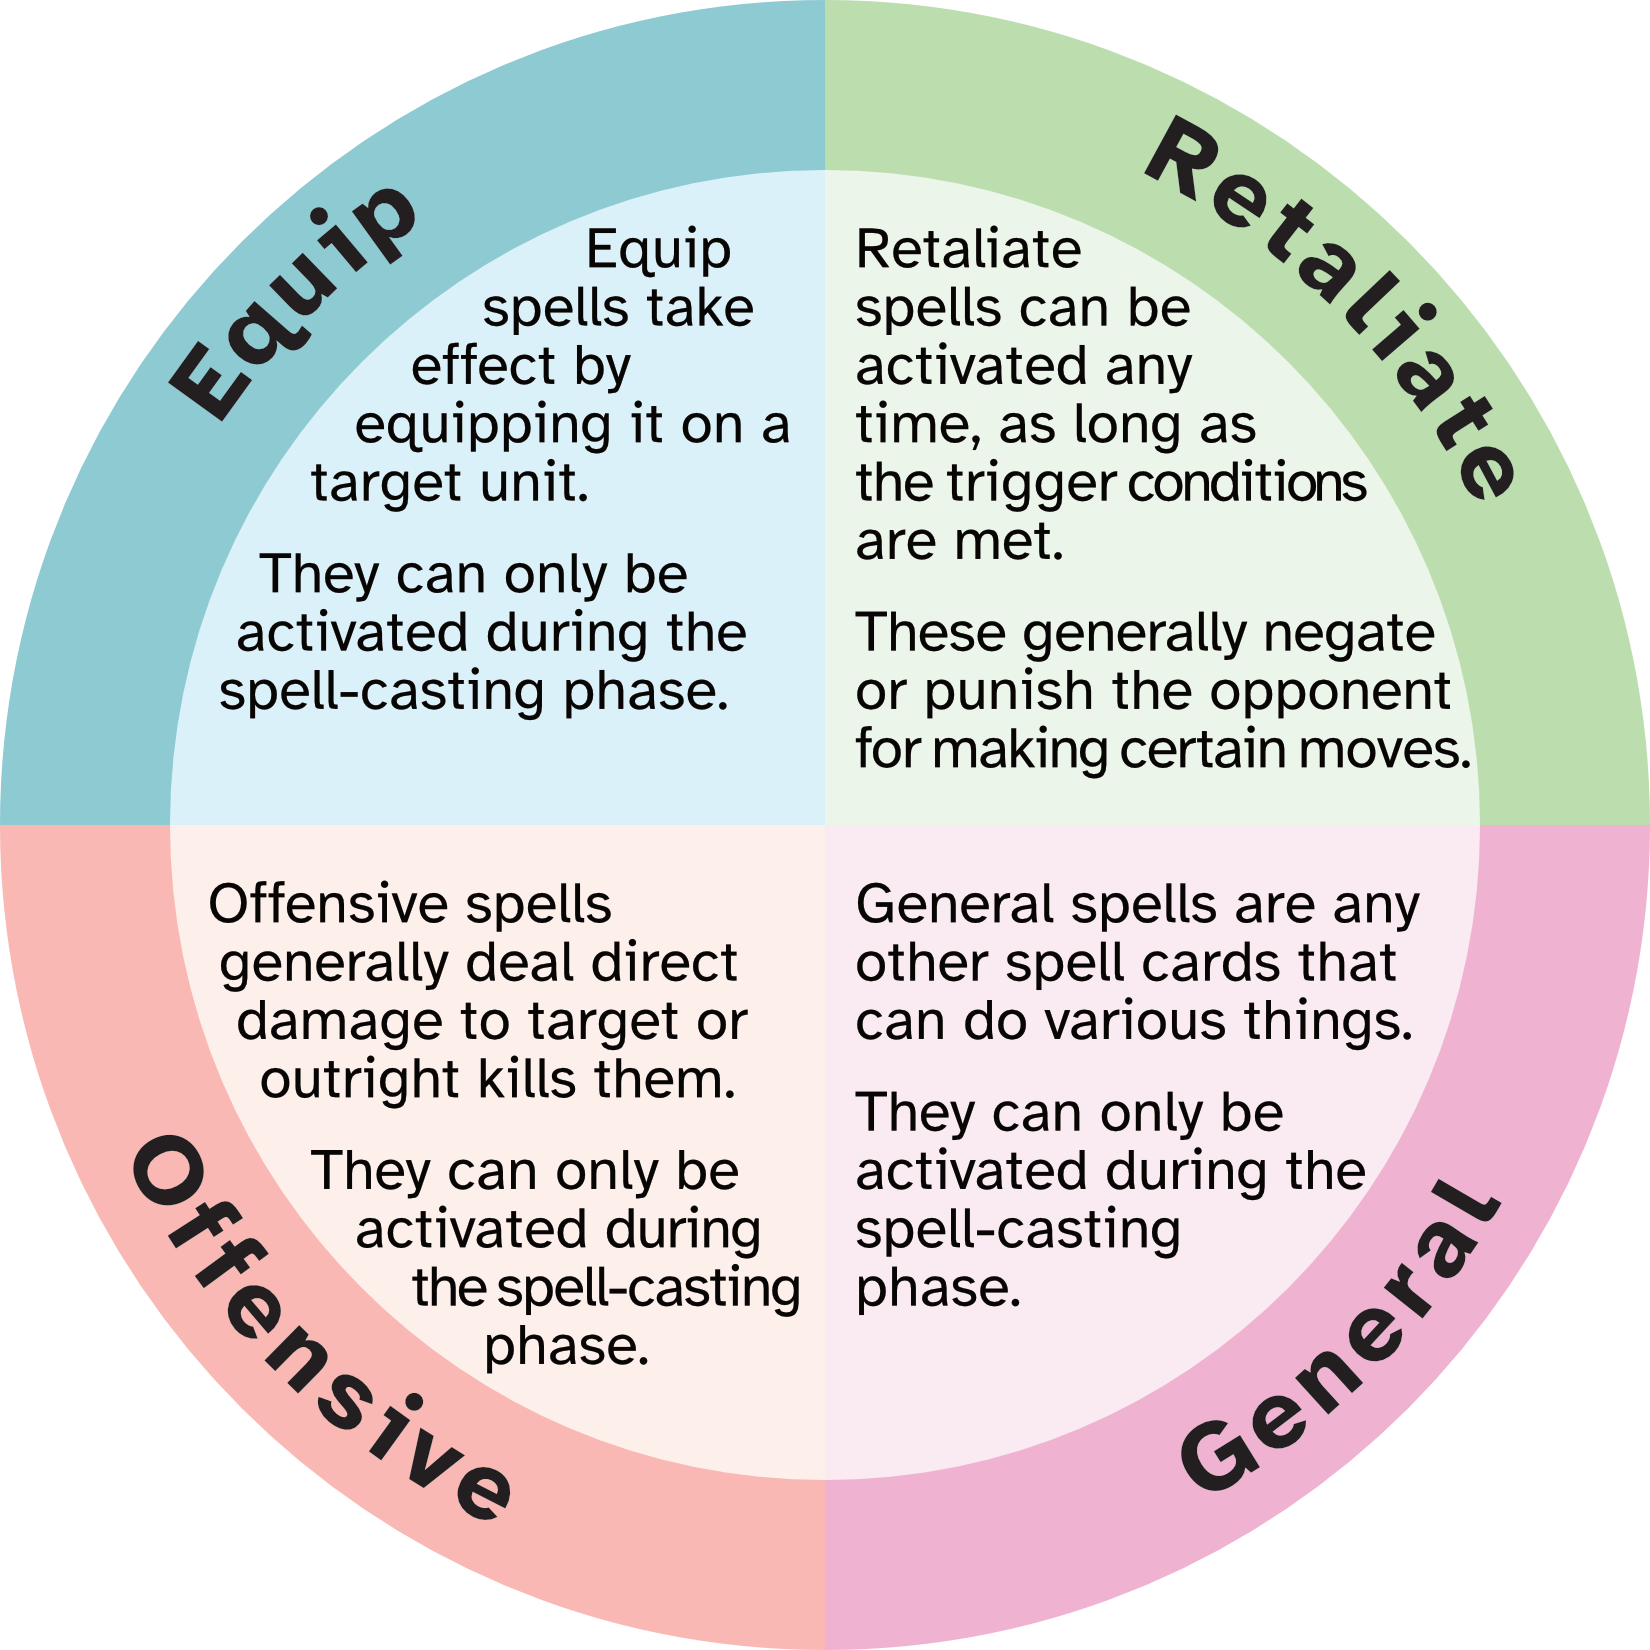 Equip
Equip
spells take
effect by
equipping it on a
target unit.
They can only be
activated during the
spell-casting phase.
Retaliate
Retaliate
spells can be
activated any
time, as long as
the trigger conditions
are met.
These generally negate
or punish the opponent
for making certain moves.
Offensive
Offensive spells
generally deal direct
damage to target or
outright kills them.
They can only be
activated during
the spell-casting
phase.
General
General spells are any
other spell cards that
can do various things.
They can only be
activated during the
spell-casting
phase.